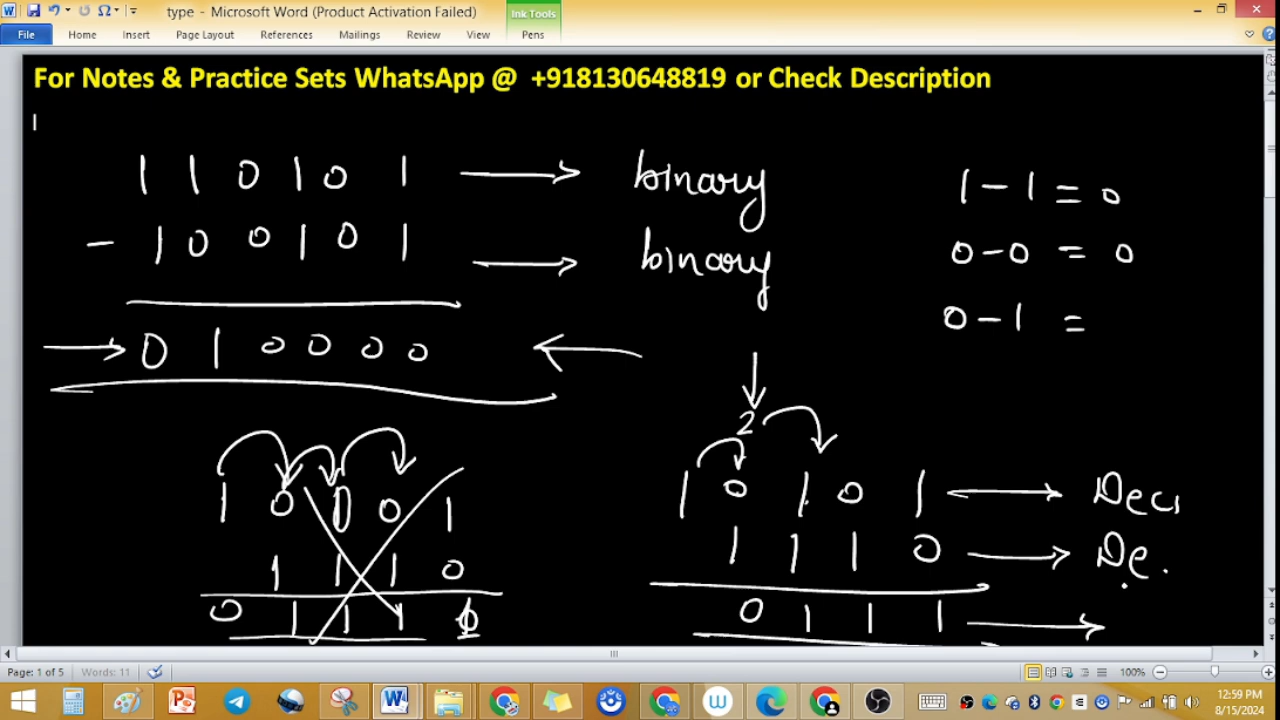 type - Microsoft Word (Product Activation Failed)
Ink Tools
File Home Insert Page Layout References Mailings Review View Pens
For Notes & Practice Sets WhatsApp @ +918130648819 or Check Description
1 1 0 1 0 1 → binary
1 - 1 = 0
- 1 0 0 1 0 1 → binary
0 - 0 = 0
0 - 1 =
→ 0 1 0 0 0 0 ←
2
1 0 0 0 1
1 0 1 0 1 ↔ Deci
1 1 1 0
1 1 1 0 → De.
0 1 1 1
0 1 1 1 →
Page: 1 of 5 Words: 11 100%
12:59 PM
8/15/2024